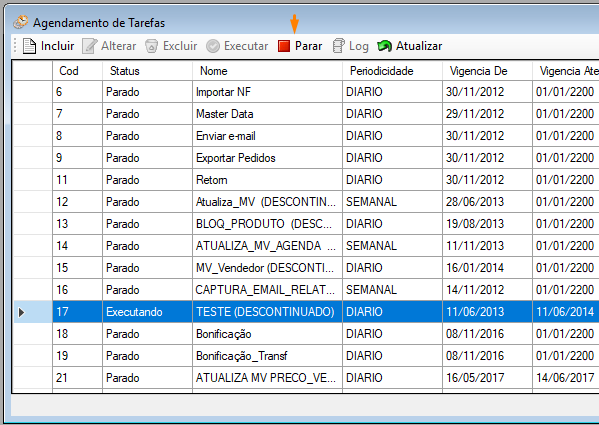 Agendamento de Tarefas
Incluir Alterar Excluir Executar Parar Log Atualizar
Cod Status Nome Periodicidade Vigencia De Vigencia Ate
6 Parado Importar NF DIARIO 30/11/2012 01/01/2200
7 Parado Master Data DIARIO 29/11/2012 01/01/2200
8 Parado Enviar e-mail DIARIO 30/11/2012 01/01/2200
9 Parado Exportar Pedidos DIARIO 30/11/2012 01/01/2200
11 Parado Retorn DIARIO 30/11/2012 01/01/2200
12 Parado Atualiza_MV (DESCONTIN... SEMANAL 28/06/2013 01/01/2200
13 Parado BLOQ_PRODUTO (DESC... DIARIO 19/08/2013 01/01/2200
14 Parado ATUALIZA_MV_AGENDA ... SEMANAL 11/11/2013 01/01/2200
15 Parado MV_Vendedor (DESCONTI... DIARIO 16/01/2014 01/01/2200
16 Parado CAPTURA_EMAIL_RELAT... SEMANAL 14/11/2012 01/01/2200
17 Executando TESTE (DESCONTINUADO) DIARIO 11/06/2013 11/06/2014
18 Parado Bonificação DIARIO 08/11/2016 01/01/2200
19 Parado Bonificação_Transf DIARIO 08/11/2016 01/01/2200
21 Parado ATUALIZA MV PRECO_VE... DIARIO 16/05/2017 14/06/2017